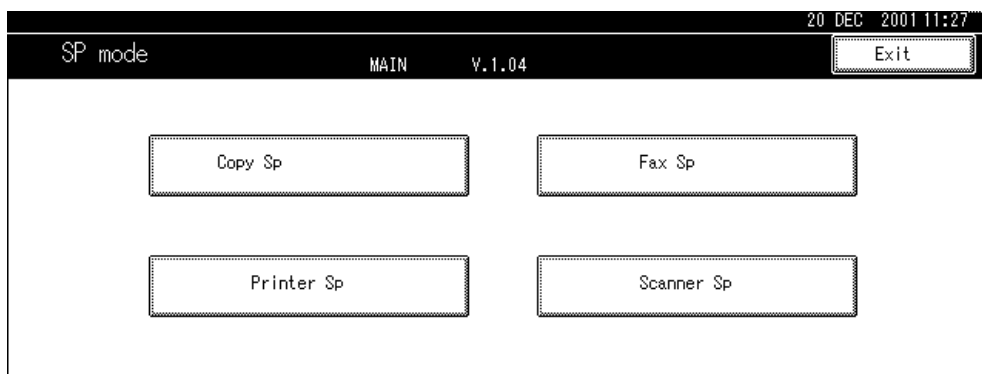 20 DEC 2001 11:27
SP mode MAIN V.1.04 Exit
Copy Sp Fax Sp
Printer Sp Scanner Sp